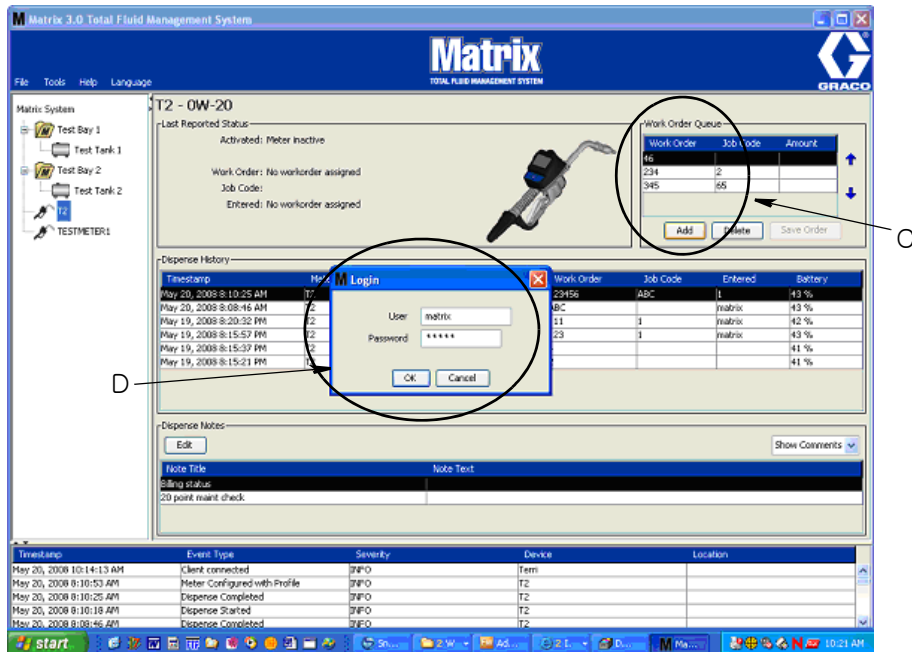 Matrix 3.0 Total Fluid Management System
Matrix
TOTAL FLUID MANAGEMENT SYSTEM
GRACO
File Tools Help Language
Matrix System
Test Bay 1
Test Tank 1
Test Bay 2
Test Tank 2
T2
TESTMETER1
T2 - 0W-20
Last Reported Status
Activated: Meter inactive
Work Order: No workorder assigned
Job Code:
Entered: No workorder assigned
Work Order Queue
Work Order Job Code Amount
46
234 2
345 65
Add Delete Save Order
C
Dispense History
Timestamp Work Order Job Code Entered Battery
May 20, 2008 8:10:25 AM T2 23456 ABC 1 43 %
May 20, 2008 8:08:46 AM T2 ABC matrix 43 %
May 19, 2008 8:20:32 PM T2 11 1 matrix 42 %
May 19, 2008 8:15:57 PM T2 23 1 matrix 43 %
May 19, 2008 8:15:37 PM T2 41 %
May 19, 2008 8:15:21 PM 41 %
Login
User matrix
Password *****
OK Cancel
D
Dispense Notes
Edit Show Comments
Note Title Note Text
Billing status
20 point maint check
Timestamp Event Type Severity Device Location
May 20, 2008 10:14:13 AM Client connected INFO Terri
May 20, 2008 8:10:53 AM Meter Configured with Profile INFO T2
May 20, 2008 8:10:25 AM Dispense Completed INFO T2
May 20, 2008 8:10:18 AM Dispense Started INFO T2
May 20, 2008 8:08:46 AM Dispense Completed INFO T2
start Sn... 2 W... Ad... 2 I... D... Ma... 10:21 AM